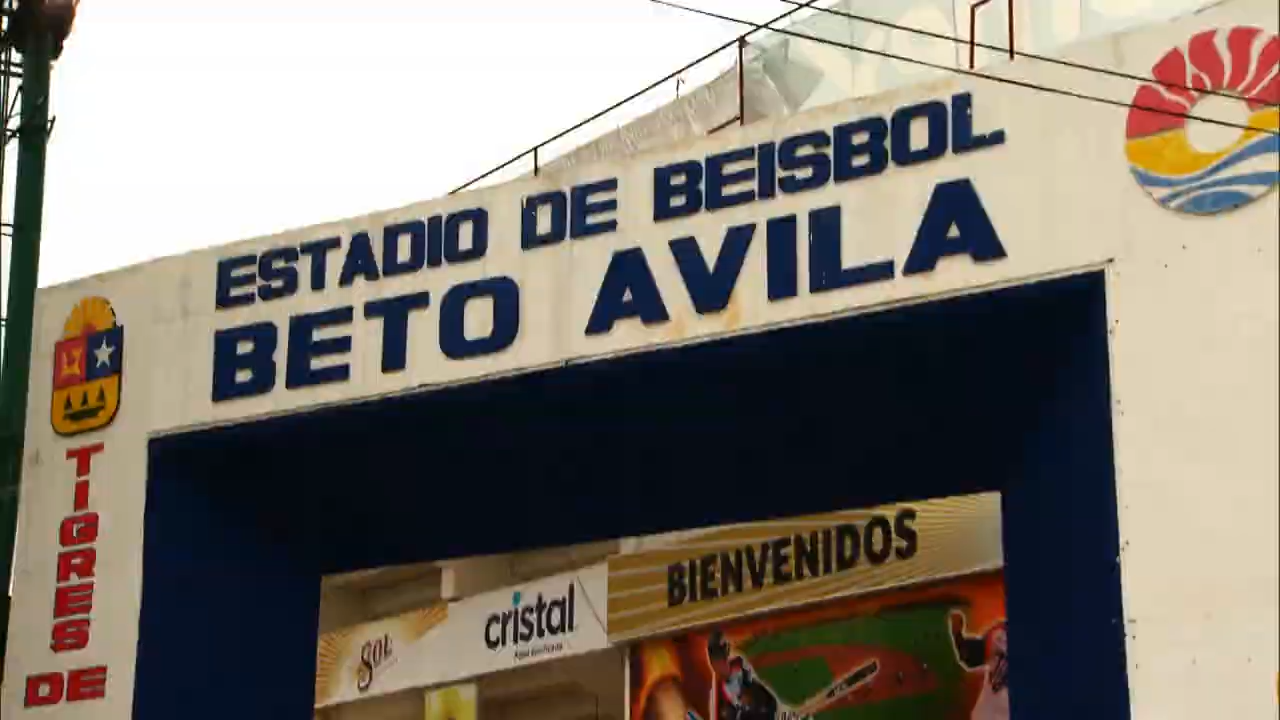 ESTADIO DE BEISBOL
BETO AVILA
TIGRES
DE
BIENVENIDOS
cristal
Sol